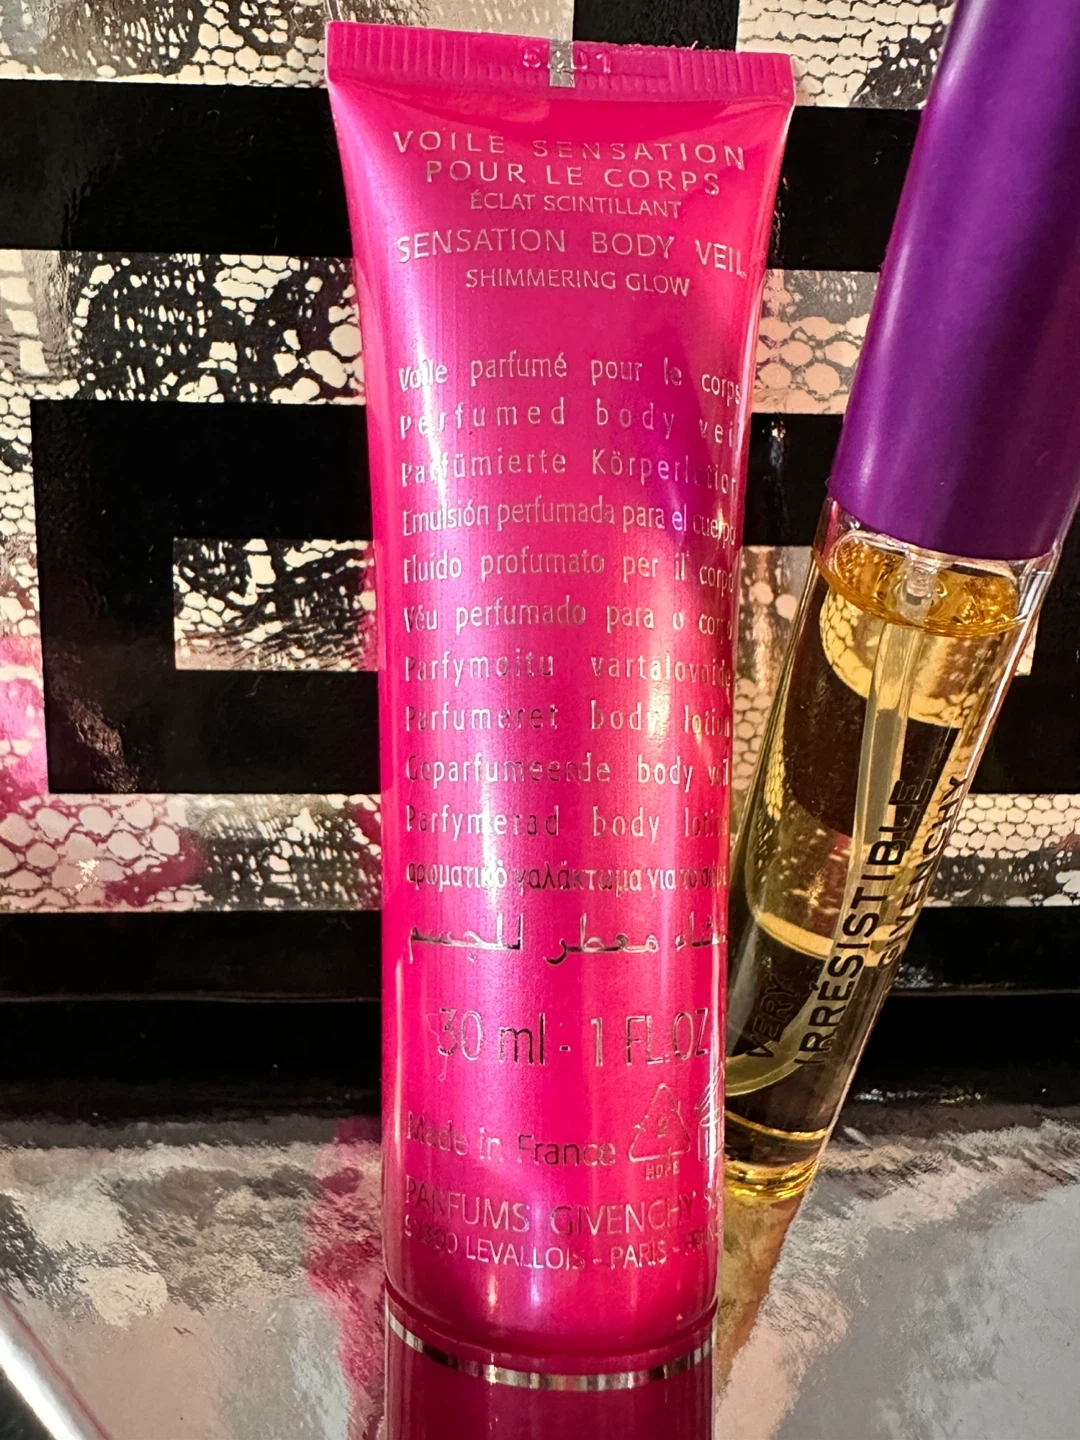 VOILE SENSATION
POUR LE CORPS
ÉCLAT SCINTILLANT
SENSATION BODY VEIL
SHIMMERING GLOW
Voile parfumé pour le corps
Perfumed body veil
Parfümierte Körperlotion
Emulsión perfumada para el cuerpo
Fluido profumato per il corpo
Véu perfumado para o corpo
Parfymoitu vartalovoide
Parfumeret body lotion
Geparfumeerde body veil
Parfymerad body lotion
αρωματικό γαλάκτωμα για το σώμα
معطر للجسم
30 ml - 1 FL.OZ
Made in France
HDPE
PARFUMS GIVENCHY
LEVALLOIS - PARIS - FRANCE
VERY
IRRÉSISTIBLE
GIVENCHY